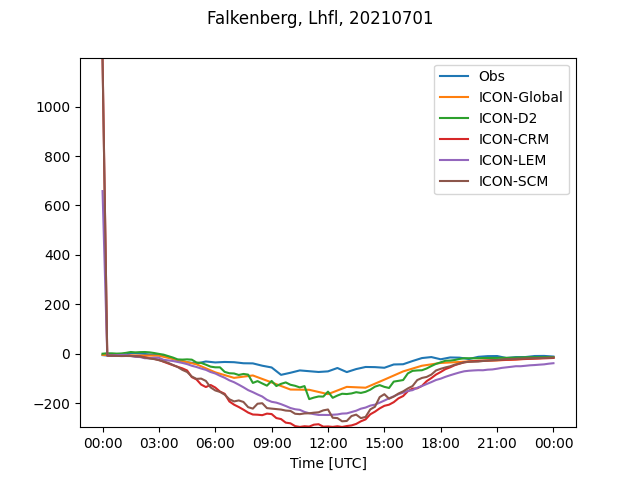 Falkenberg, Lhfl, 20210701
Obs
ICON-Global
ICON-D2
ICON-CRM
ICON-LEM
ICON-SCM
1000
800
600
400
200
0
−200
00:00 03:00 06:00 09:00 12:00 15:00 18:00 21:00 00:00
Time [UTC]